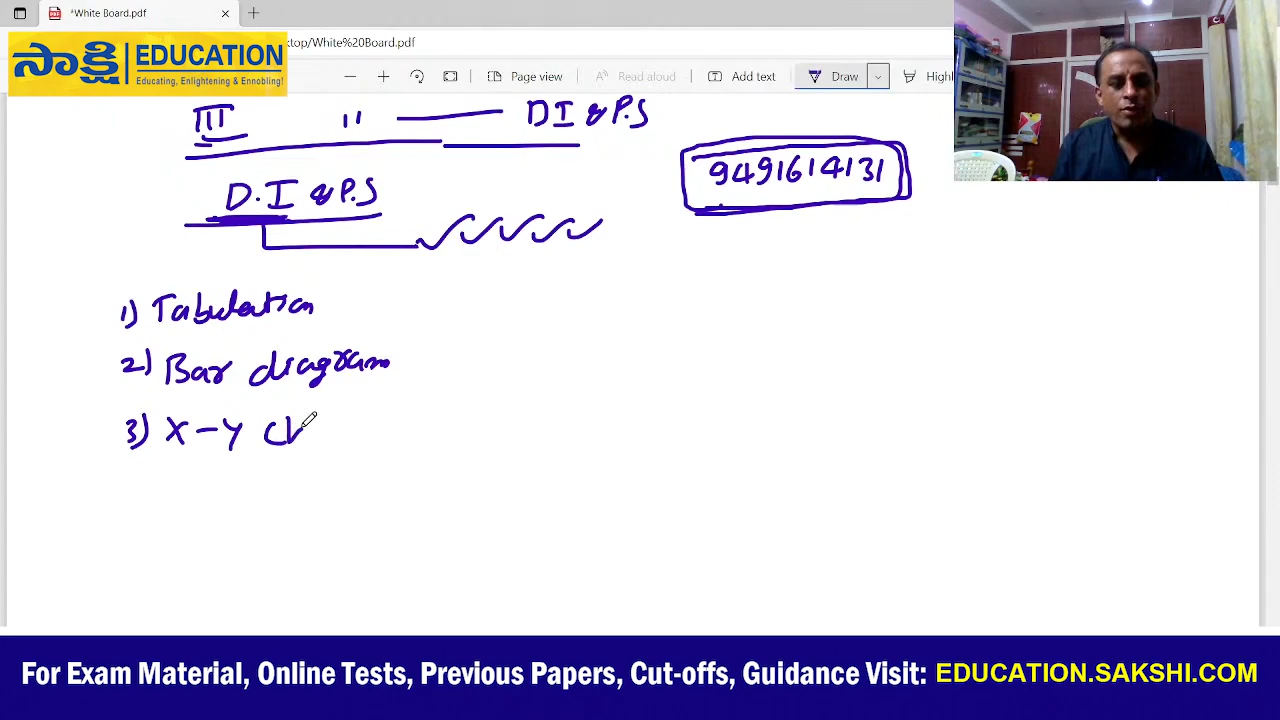 *White Board.pdf
ktop/White%20Board.pdf
Page view
Read aloud
Add text
Draw
Highl
సాక్షి EDUCATION
Educating, Enlightening & Ennobling!
III " — DI & P.S
9491614131
D.I & P.S
1) Tabulation
2) Bar diagram
3) X-Y
For Exam Material, Online Tests, Previous Papers, Cut-offs, Guidance Visit: EDUCATION.SAKSHI.COM